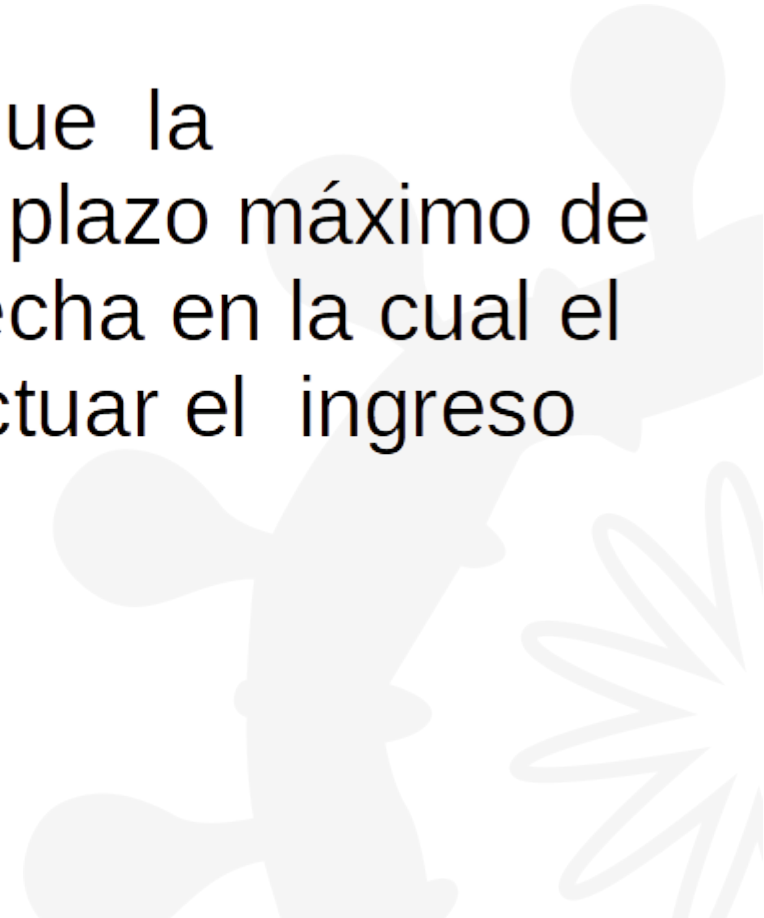 ue la
plazo máximo de
echa en la cual el
ctuar el ingreso